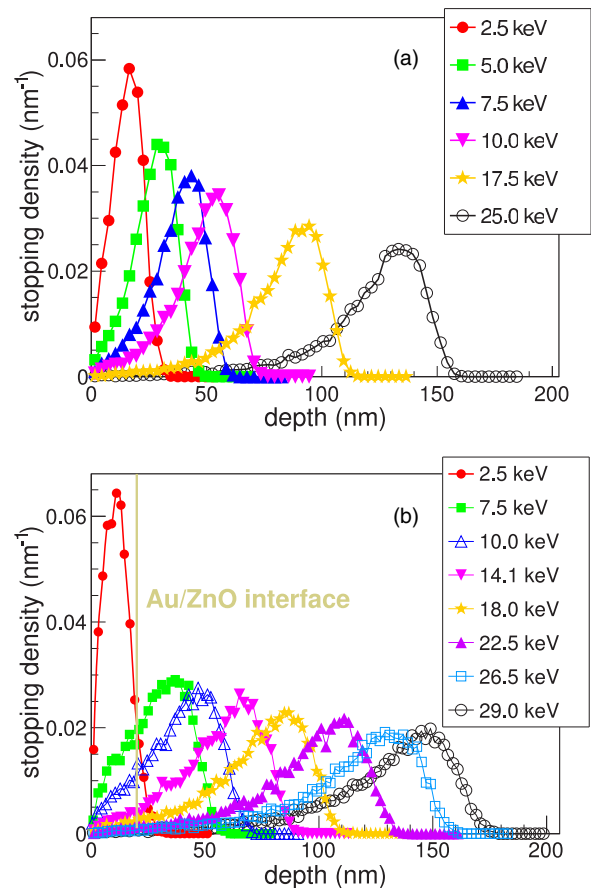 (a)
2.5 keV
5.0 keV
7.5 keV
10.0 keV
17.5 keV
25.0 keV
stopping density (nm⁻¹)
0.06
0.04
0.02
0
0 50 100 150 200
depth (nm)
(b)
2.5 keV
7.5 keV
10.0 keV
14.1 keV
18.0 keV
22.5 keV
26.5 keV
29.0 keV
Au/ZnO interface
stopping density (nm⁻¹)
0.06
0.04
0.02
0
0 50 100 150 200
depth (nm)